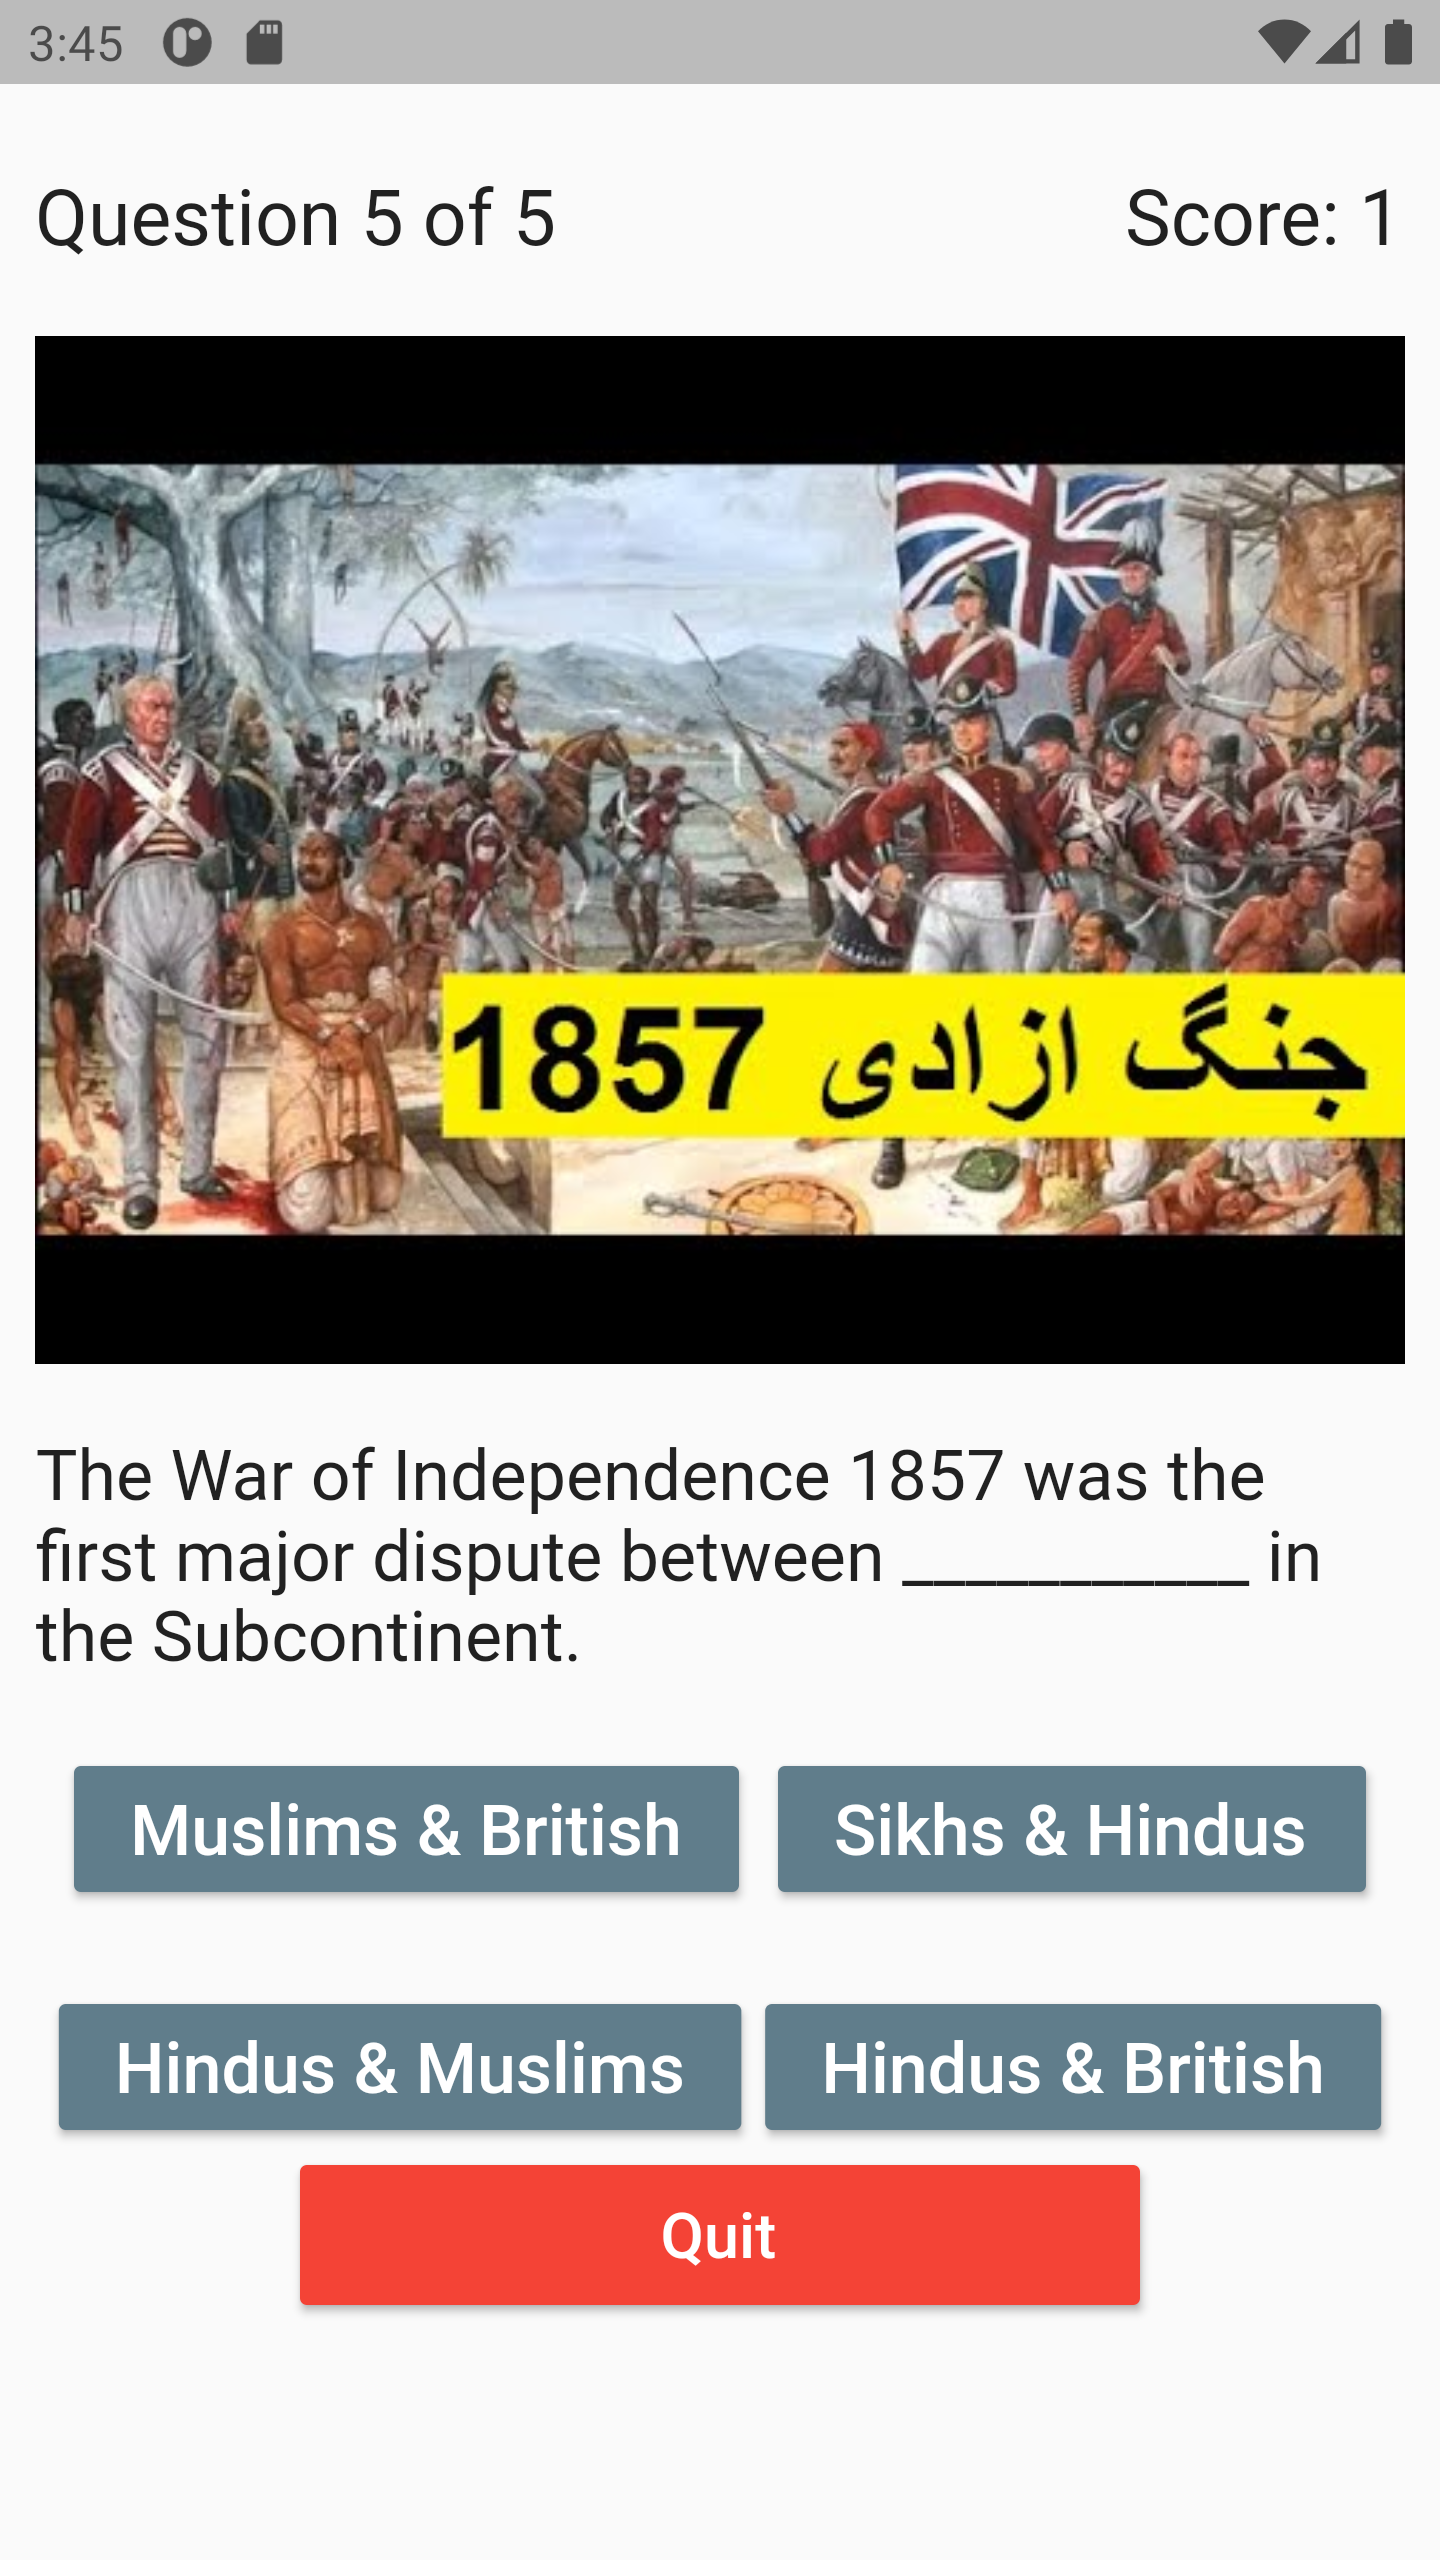 3:45
Question 5 of 5
Score: 1
جنگ ازادی 1857
The War of Independence 1857 was the
first major dispute between ___________ in
the Subcontinent.
Muslims & British
Sikhs & Hindus
Hindus & Muslims
Hindus & British
Quit